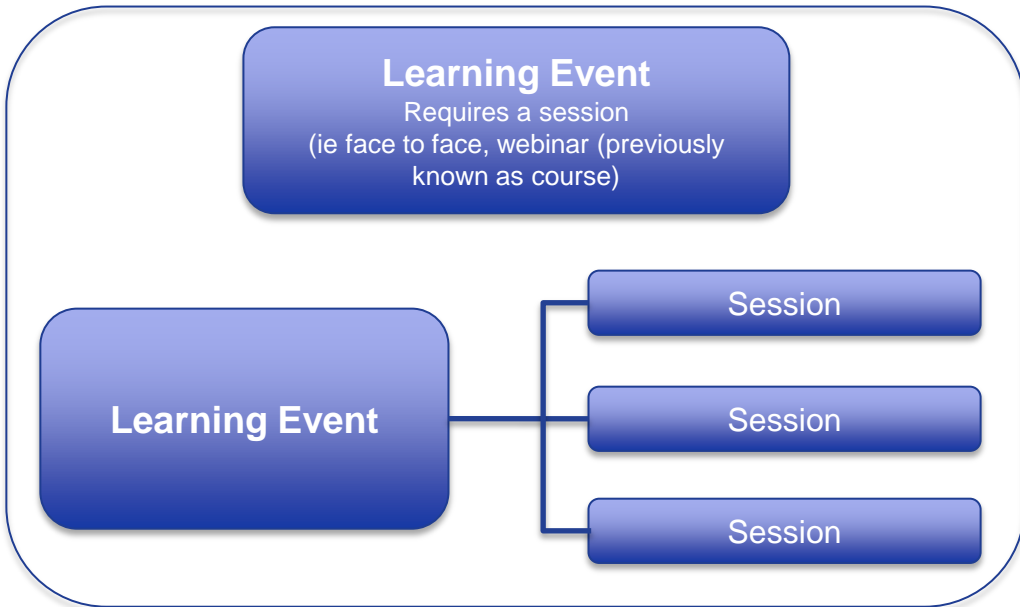 Learning Event
Requires a session
(ie face to face, webinar (previously
known as course)
Session
Learning Event
Session
Session